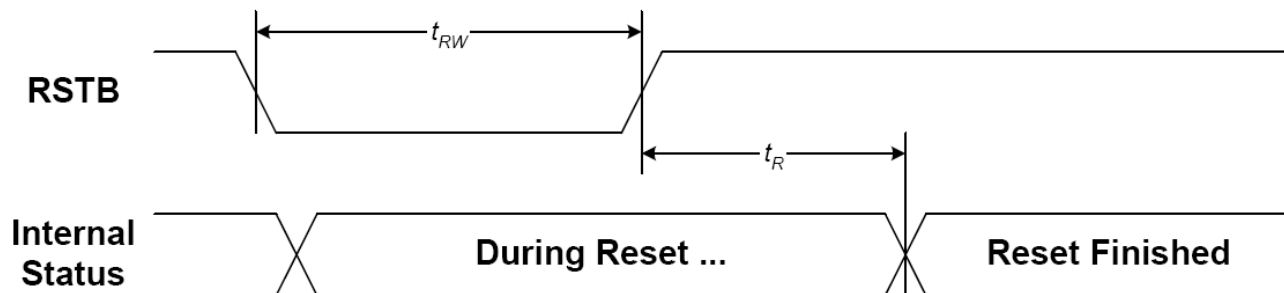 t_RW
RSTB
t_R
Internal
Status
During Reset ...
Reset Finished